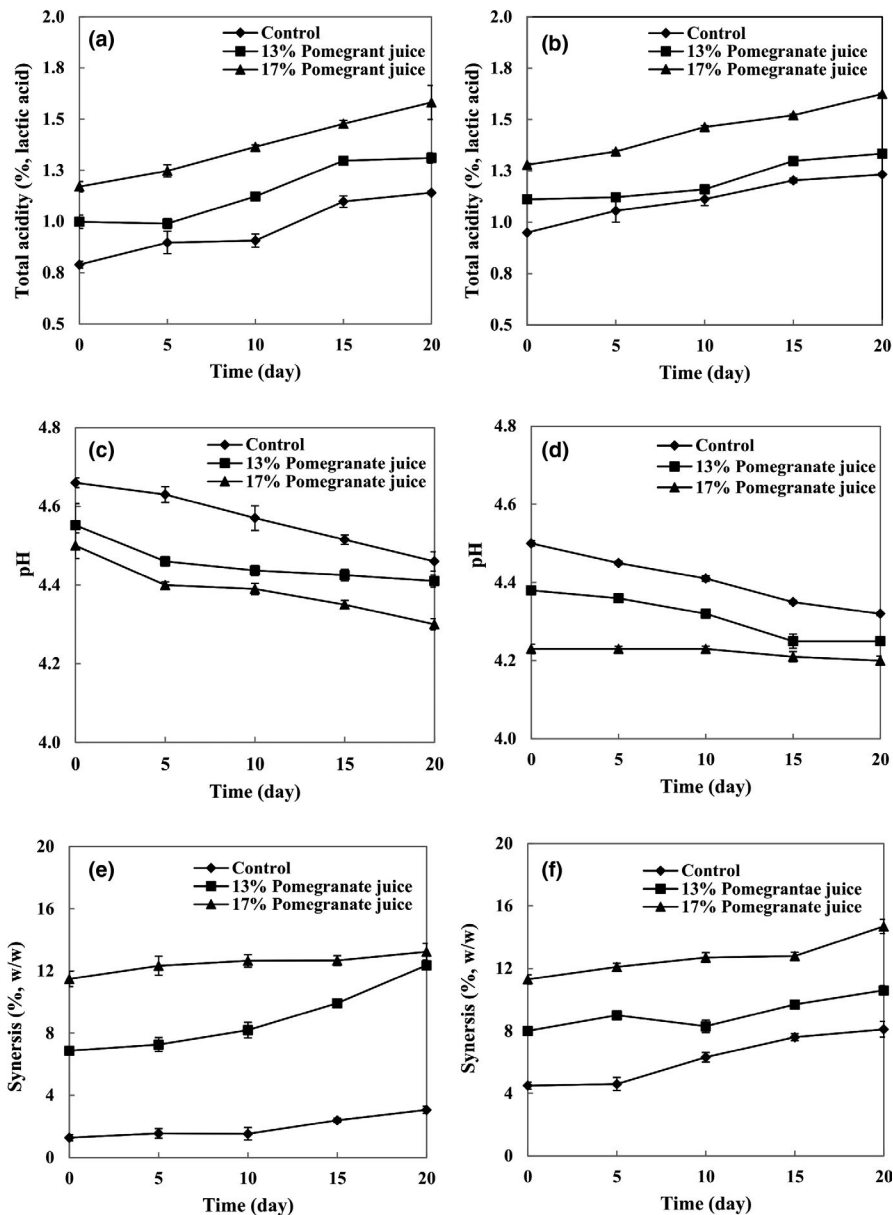 (a)
Control
13% Pomegrant juice
17% Pomegrant juice
Total acidity (%, lactic acid)
2.0
1.8
1.5
1.3
1.0
0.8
0.5
0 5 10 15 20
Time (day)
(b)
Control
13% Pomegranate juice
17% Pomegranate juice
Total acidity (%, lactic acid)
2.0
1.8
1.5
1.3
1.0
0.8
0.5
0 5 10 15 20
Time (day)
(c)
Control
13% Pomegranate juice
17% Pomegranate juice
pH
4.8
4.6
4.4
4.2
4.0
0 5 10 15 20
Time (day)
(d)
Control
13% Pomegranate juice
17% Pomegranate juice
pH
4.8
4.6
4.4
4.2
4.0
0 5 10 15 20
Time (day)
(e)
Control
13% Pomegranate juice
17% Pomegranate juice
Synersis (%, w/w)
20
16
12
8
4
0
0 5 10 15 20
Time (day)
(f)
Control
13% Pomegrantae juice
17% Pomegranate juice
Synersis (%, w/w)
20
16
12
8
4
0
0 5 10 15 20
Time (day)